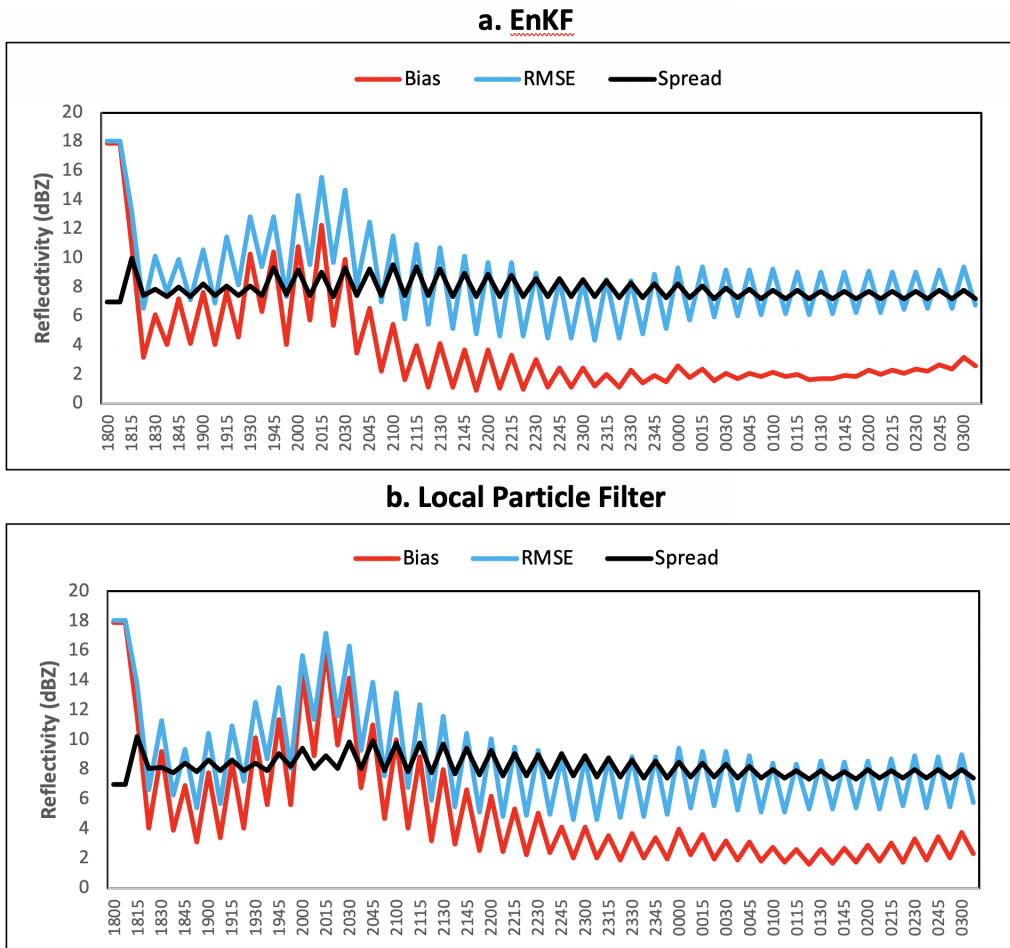 a. EnKF
Bias RMSE Spread
20
18
16
14
12
10
8
6
4
2
0
Reflecdtivity (dBZ)
1800 1815 1830 1845 1900 1915 1930 1945 2000 2015 2030 2045 2100 2115 2130 2145 2200 2215 2230 2245 2300 2315 2330 2345 0000 0015 0030 0045 0100 0115 0130 0145 0200 0215 0230 0245 0300
b. Local Particle Filter
Bias RMSE Spread
20
18
16
14
12
10
8
6
4
2
0
Reflectivity (dBZ)
1800 1815 1830 1845 1900 1915 1930 1945 2000 2015 2030 2045 2100 2115 2130 2145 2200 2215 2230 2245 2300 2315 2330 2345 0000 0015 0030 0045 0100 0115 0130 0145 0200 0215 0230 0245 0300